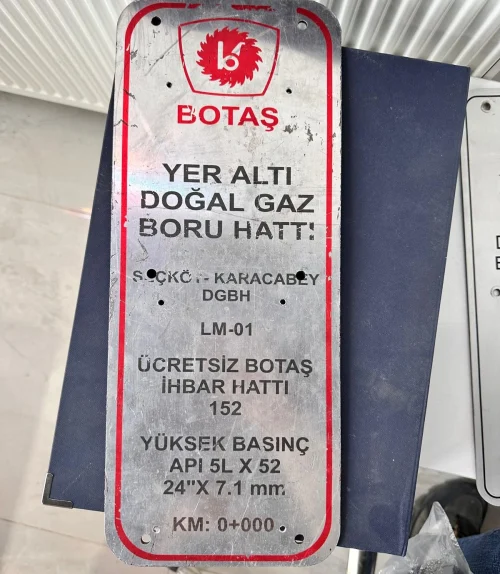 BOTAŞ
YER ALTI
DOĞAL GAZ
BORU HATTI
SEÇKÖY - KARACABEY
DGBH
LM-01
ÜCRETSİZ BOTAŞ
İHBAR HATTI
152
YÜKSEK BASINÇ
API 5L X 52
24"X 7.1 mm
KM: 0+000